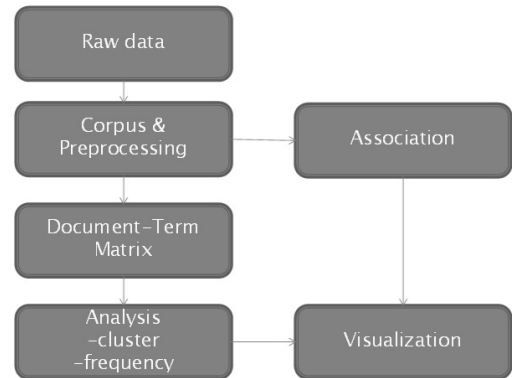 Raw data
Corpus &
Preprocessing
Association
Document-Term
Matrix
Analysis
-cluster
-frequency
Visualization